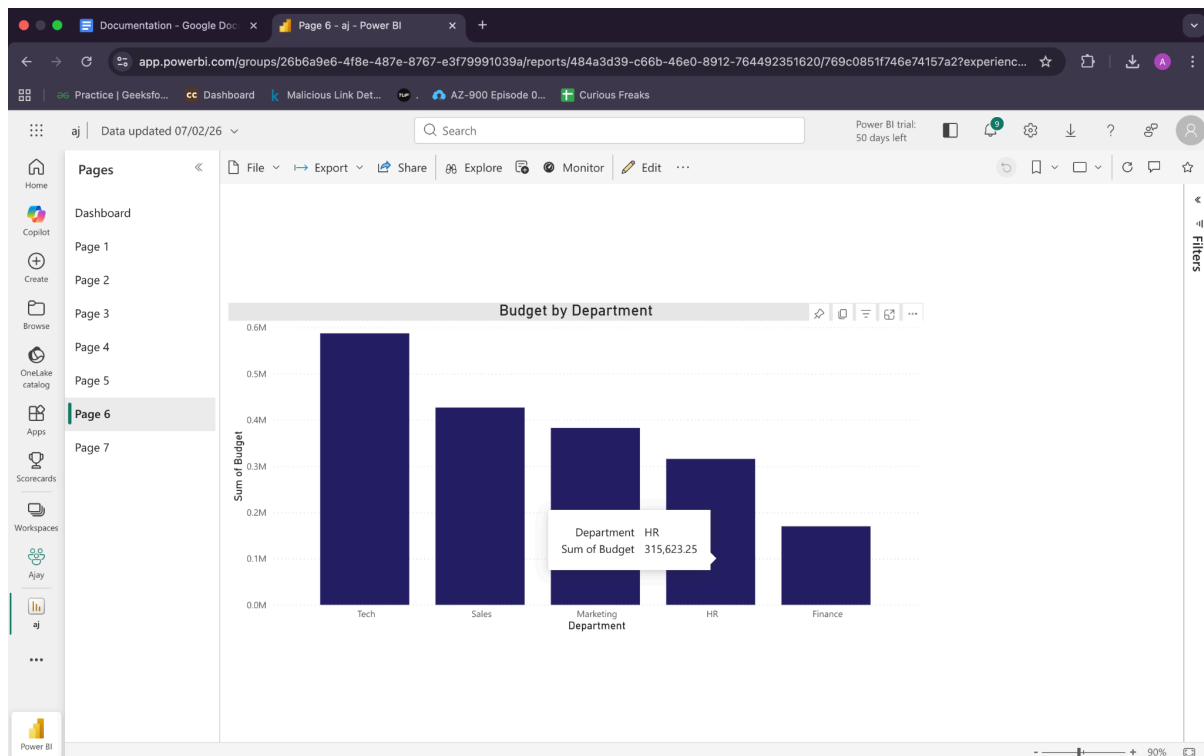 Documentation - Google Doc
Page 6 - aj - Power BI
app.powerbi.com/groups/26b6a9e6-4f8e-487e-8767-e3f79991039a/reports/484a3d39-c66b-46e0-8912-764492351620/769c0851f746e74157a2?experienc...
A
Practice | Geeksfo...
CC Dashboard
Malicious Link Det...
TUF .
AZ-900 Episode 0...
Curious Freaks
aj
Data updated 07/02/26
Search
Power BI trial:
50 days left
9
Home
Copilot
Create
Browse
OneLake
catalog
Apps
Scorecards
Workspaces
Ajay
aj
Power BI
Pages
Dashboard
Page 1
Page 2
Page 3
Page 4
Page 5
Page 6
Page 7
File
Export
Share
Explore
Monitor
Edit
Filters
Budget by Department
Sum of Budget
0.6M
0.5M
0.4M
0.3M
0.2M
0.1M
0.0M
Department HR
Sum of Budget 315,623.25
Tech
Sales
Marketing
HR
Finance
Department
- + 90%